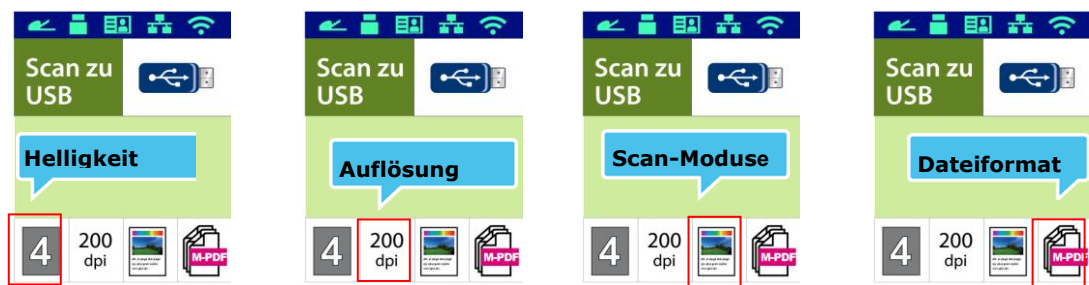 Scan zu
USB
Helligkeit
4
200
dpi
M-PDF
Scan zu
USB
Auflösung
4
200
dpi
M-PDF
Scan zu
USB
Scan-Moduse
4
200
dpi
M-PDF
Scan zu
USB
Dateiformat
4
200
dpi
M-PDF